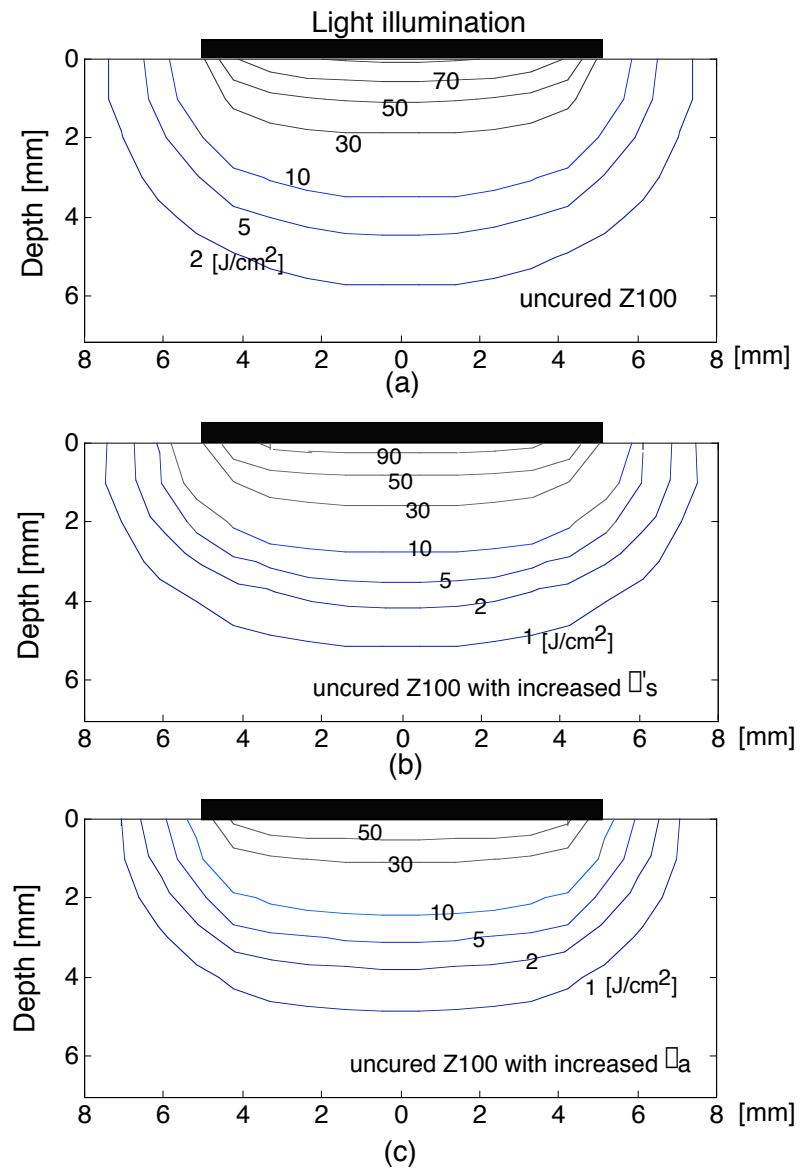 Light illumination
0
2
4
6
Depth [mm]
70
50
30
10
5
2 [J/cm2]
uncured Z100
8 6 4 2 0 2 4 6 8 [mm]
(a)
0
2
4
6
Depth [mm]
90
50
30
10
5
2
1 [J/cm2]
uncured Z100 with increased □'s
8 6 4 2 0 2 4 6 8 [mm]
(b)
0
2
4
6
Depth [mm]
50
30
10
5
2
1 [J/cm2]
uncured Z100 with increased □a
8 6 4 2 0 2 4 6 8 [mm]
(c)